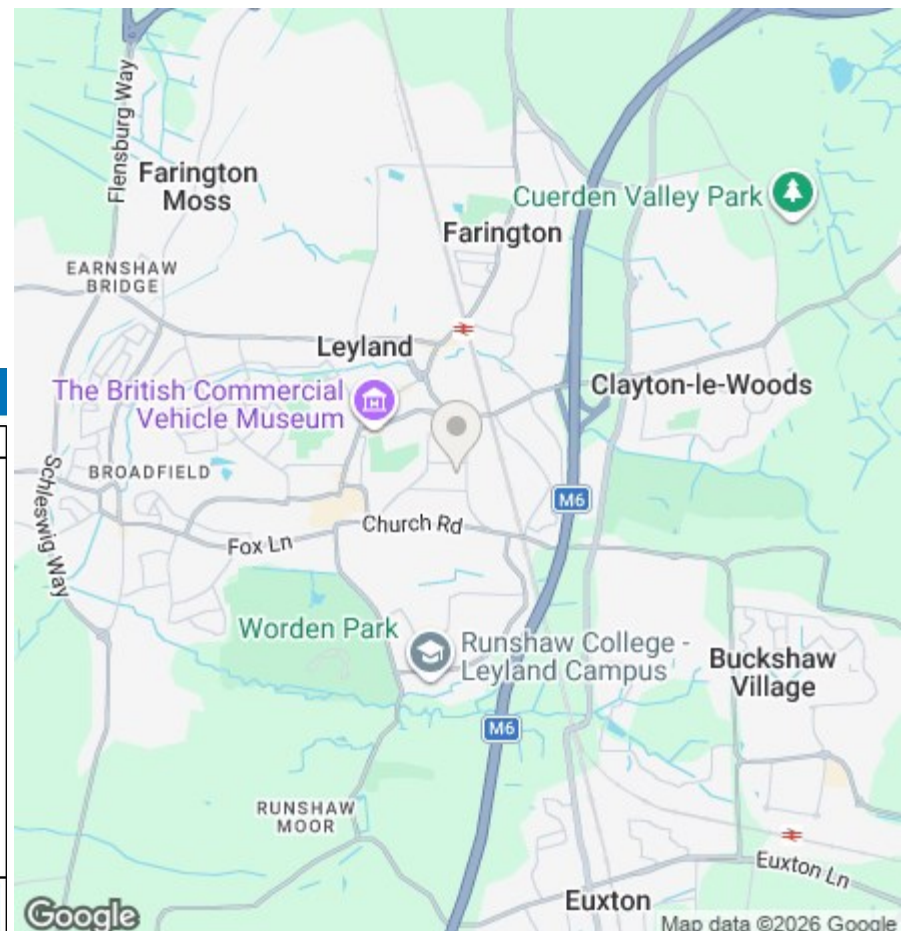 Flensburg Way
Farington
Moss
Cuerden Valley Park
Farington
EARNSHAW
BRIDGE
Leyland
The British Commercial
Vehicle Museum
Clayton-le-Woods
BROADFIELD
Schleswig Way
M6
Church Rd
Fox Ln
Worden Park
Runshaw College -
Leyland Campus
Buckshaw
Village
M6
RUNSHAW
MOOR
Euxton Ln
Euxton
Google
Map data ©2026 Google